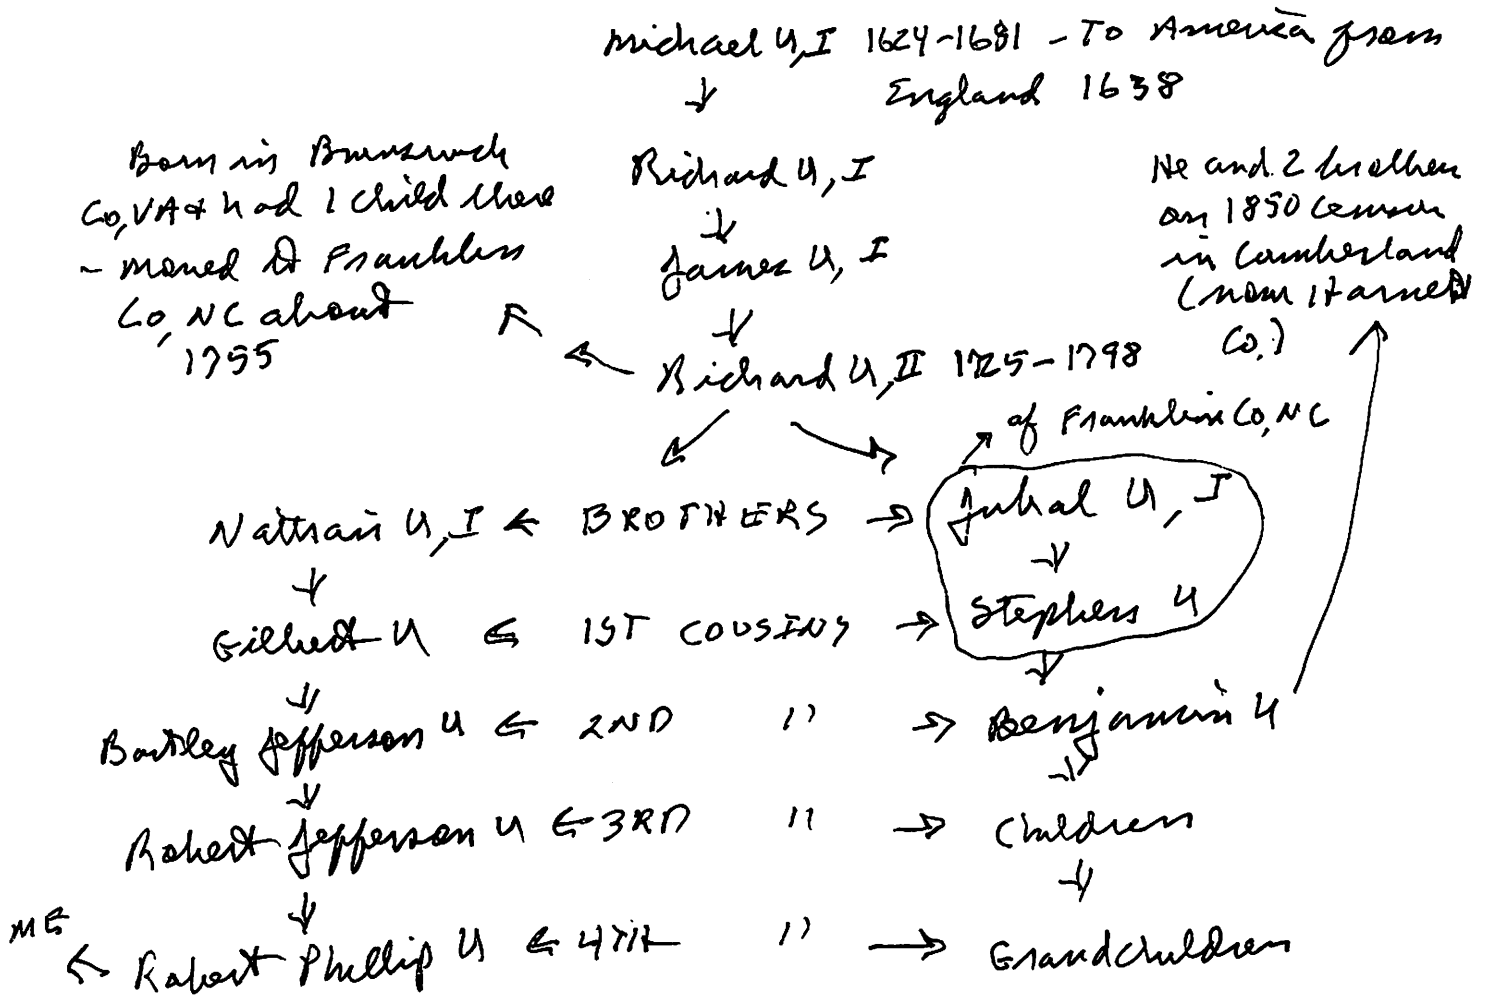 Michael U, I 1624-1681 - To America from
England 1638
Born in Brunswick
Co, VA & had 1 child there
- moved to Franklin
Co, NC about
1755
Richard U, I
He and 2 brothers
on 1850 census
in Cumberland
(now Harnett
Co.)
James U, I
Richard U, II 1725-1798
of Franklin Co, NC
Nathan U, I ← BROTHERS → Jubal U, I
Gilbert U ← 1ST COUSINS → Stephen U
Bartley Jefferson U ← 2ND " → Benjamin U
Robert Jefferson U ← 3RD " → Children
ME ← Robert Phillip U ← 4TH " → Grandchildren